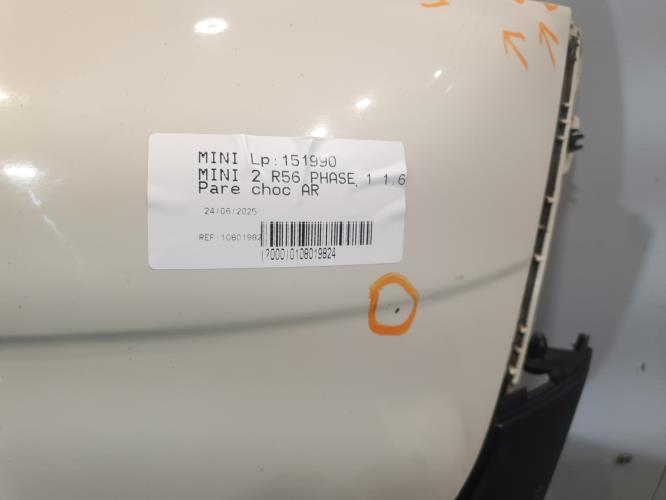 MINI Lp:151990
MINI 2 R56 PHASE 1 1.6
Pare choc AR
24/06/2025
REF:10801982
(7000)0108019824